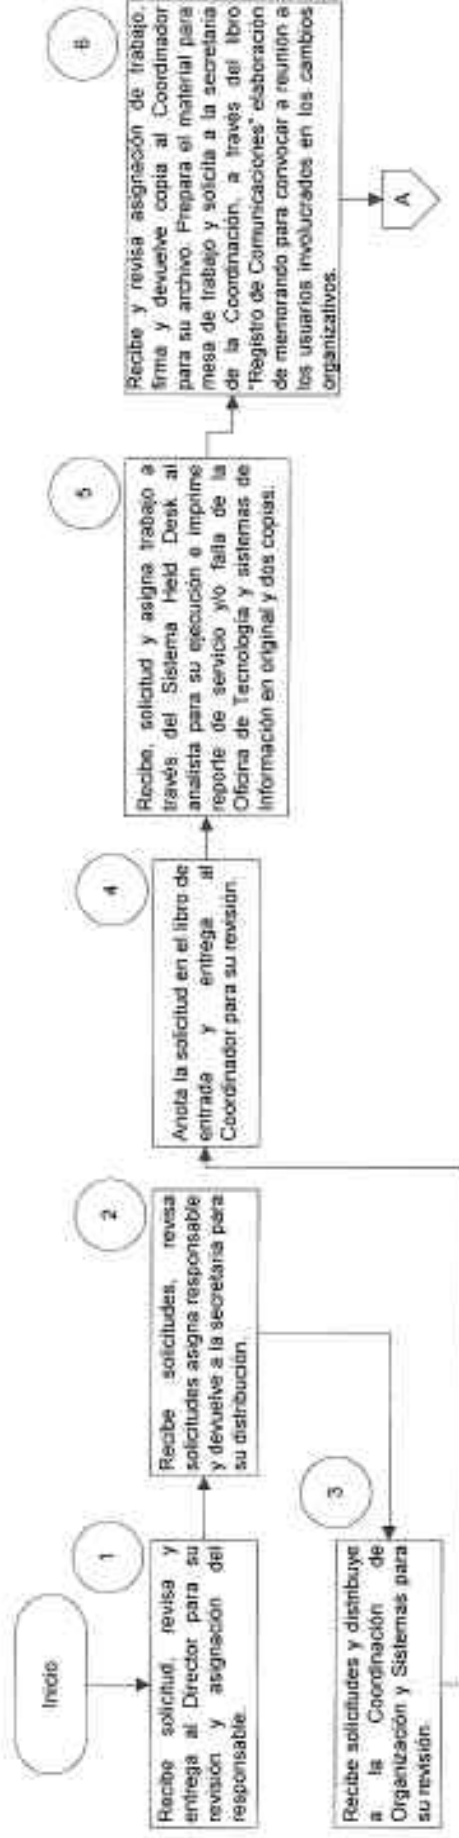 Inicio
1
Recibe solicitud, revisa y
entrega al Director para su
revisión y asignación del
responsable.
2
Recibe solicitudes, revisa
solicitudes asigna responsable
y devuelve a la secretaria para
su distribución.
3
Recibe solicitudes y distribuye
a la Coordinación de
Organización y Sistemas para
su revisión.
4
Anota la solicitud en el libro de
entrada y entrega al
Coordinador para su revisión.
5
Recibe, solicitud y asigna trabajo a
través del Sistema Held Desk al
analista para su ejecución e imprime
reporte de servicio y/o falla de la
Oficina de Tecnología y sistemas de
Información en original y dos copias.
6
Recibe y revisa asignación de trabajo,
firma y devuelve copia al Coordinador
para su archivo. Prepara el material para
mesa de trabajo y solicita a la secretaria
de la Coordinación, a través del libro
"Registro de Comunicaciones" elaboración
de memorando para convocar a reunión a
los usuarios involucrados en los cambios
organizativos.
A